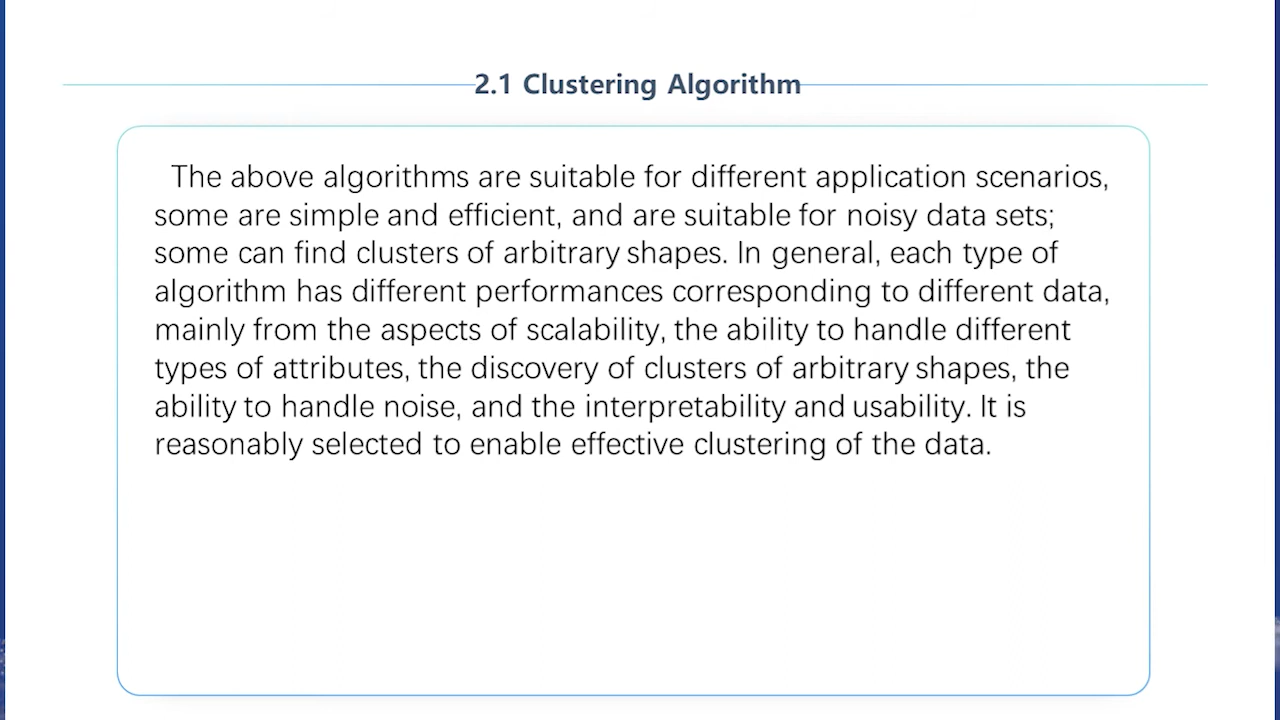 2.1 Clustering Algorithm
The above algorithms are suitable for different application scenarios,
some are simple and efficient, and are suitable for noisy data sets;
some can find clusters of arbitrary shapes. In general, each type of
algorithm has different performances corresponding to different data,
mainly from the aspects of scalability, the ability to handle different
types of attributes, the discovery of clusters of arbitrary shapes, the
ability to handle noise, and the interpretability and usability. It is
reasonably selected to enable effective clustering of the data.